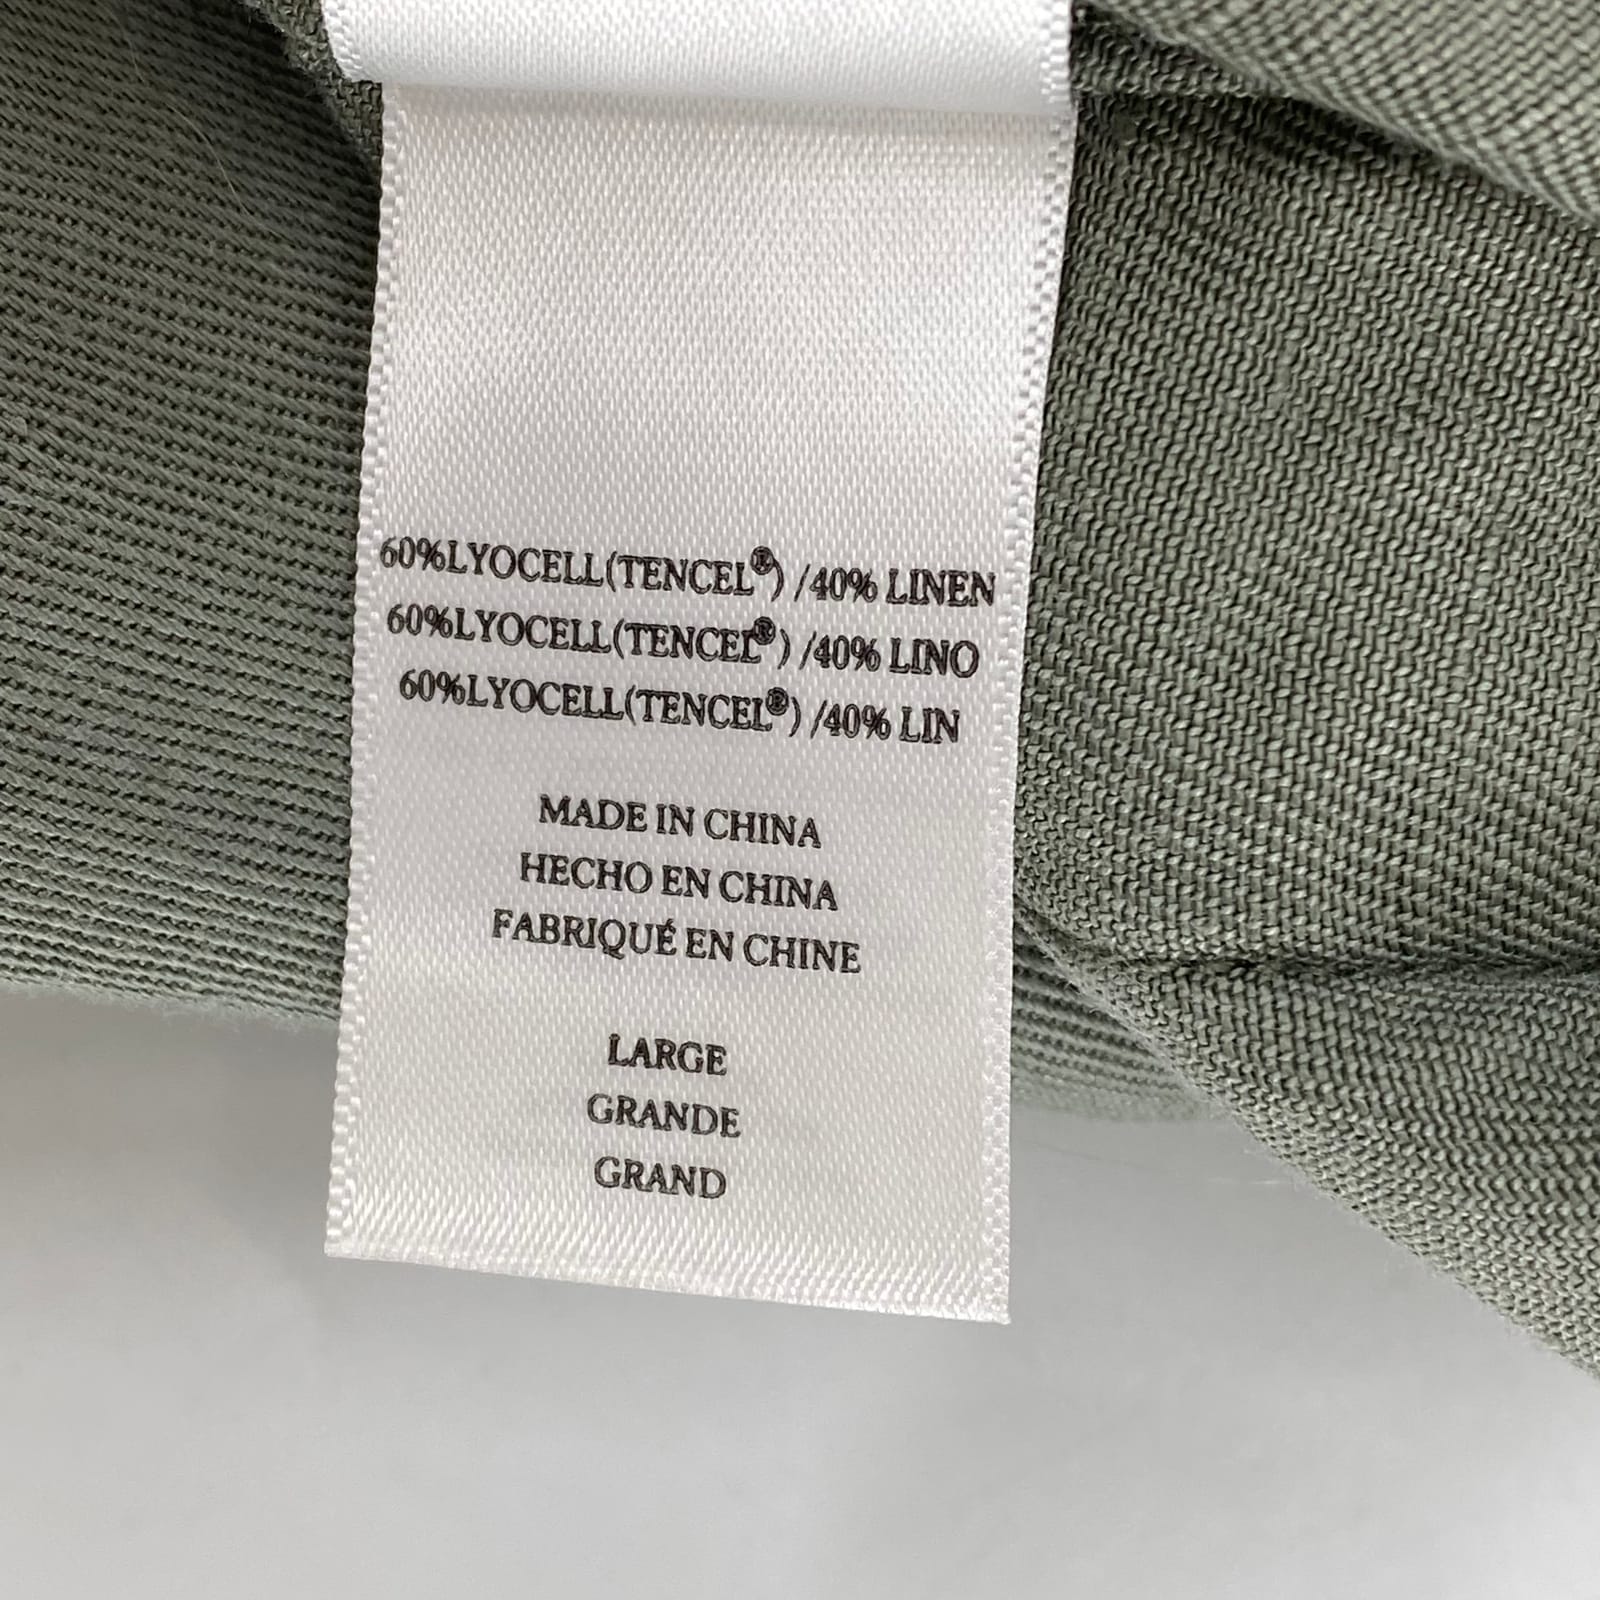 60%LYOCELL(TENCEL®) /40% LINEN
60%LYOCELL(TENCEL®) /40% LINO
60%LYOCELL(TENCEL®) /40% LIN
MADE IN CHINA
HECHO EN CHINA
FABRIQUÉ EN CHINE
LARGE
GRANDE
GRAND